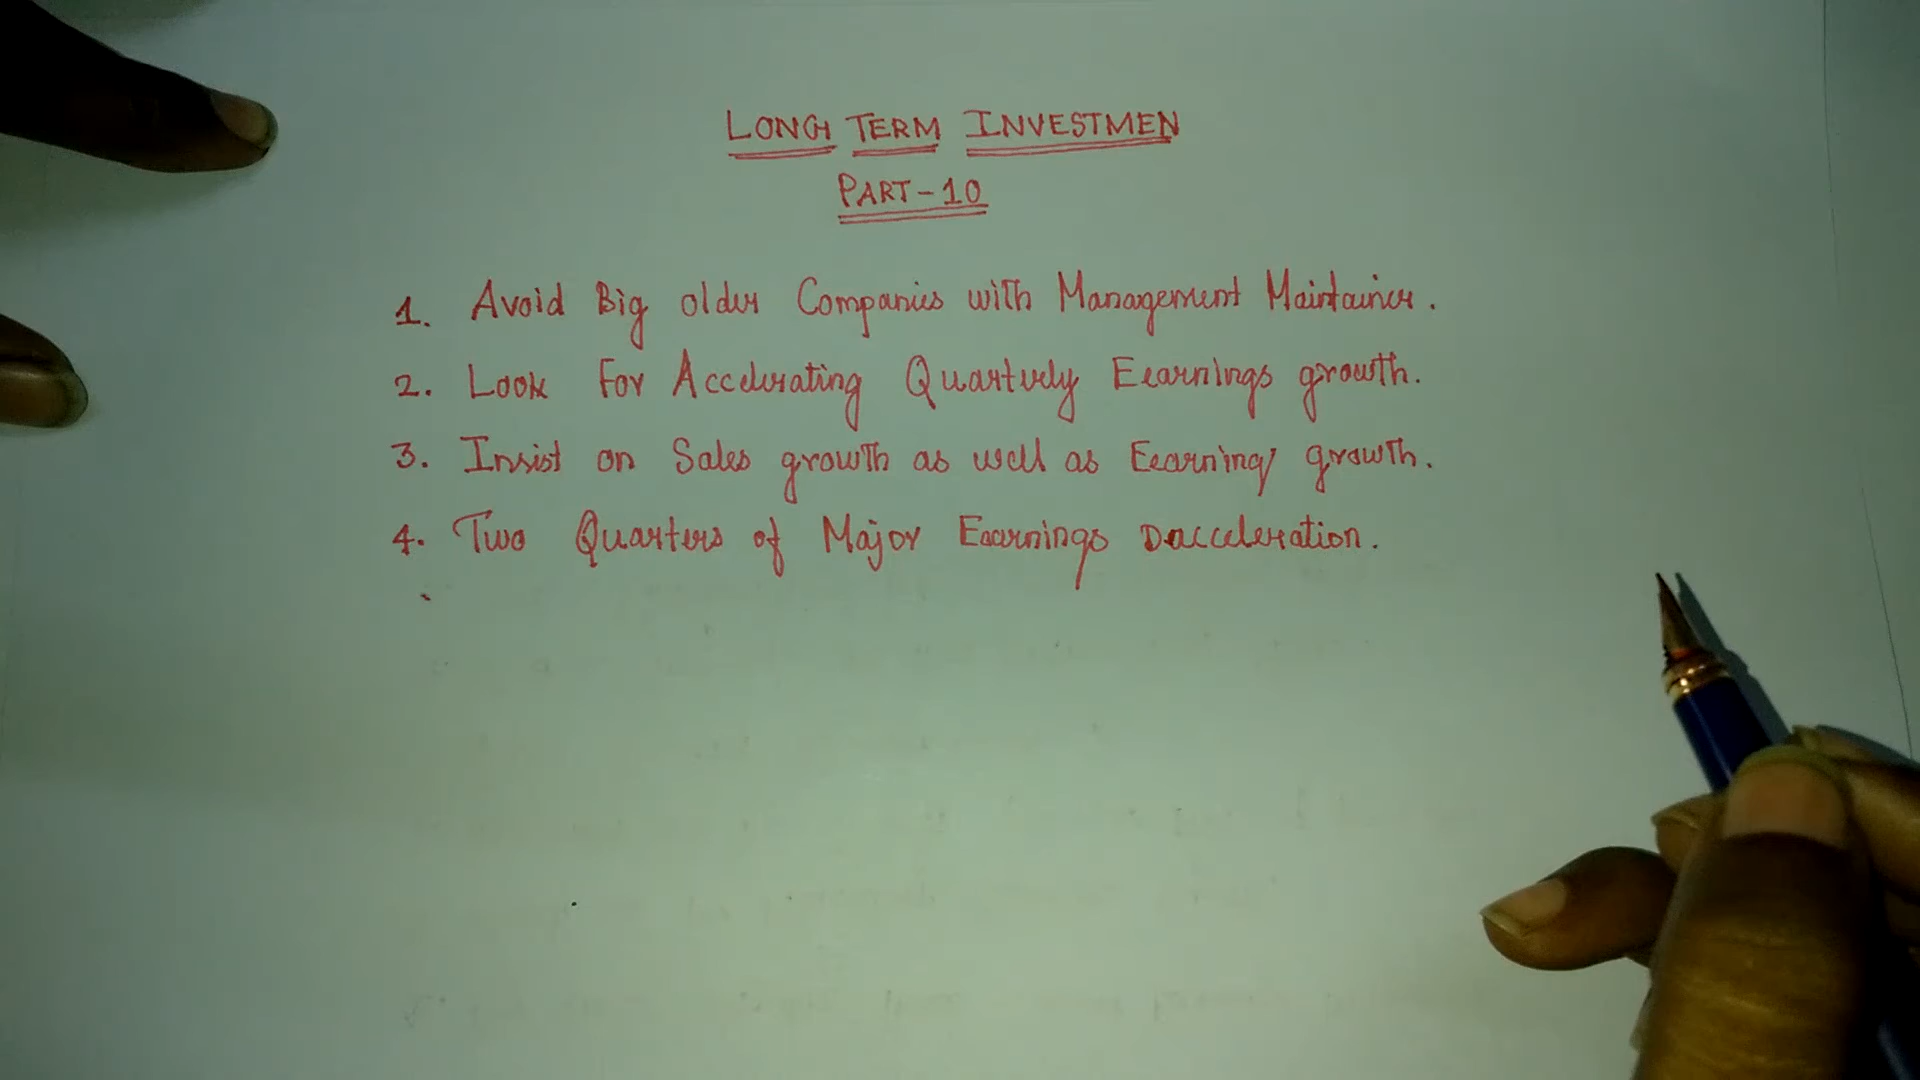 LONG TERM INVESTMEN
PART-10
1. Avoid Big older Companies with Management Maintainer.
2. Look For Accelerating Quarterly Eearnings growth.
3. Insist on Sales growth as well as Eearning growth.
4. Two Quarters of Major Eearnings Dacceleration.